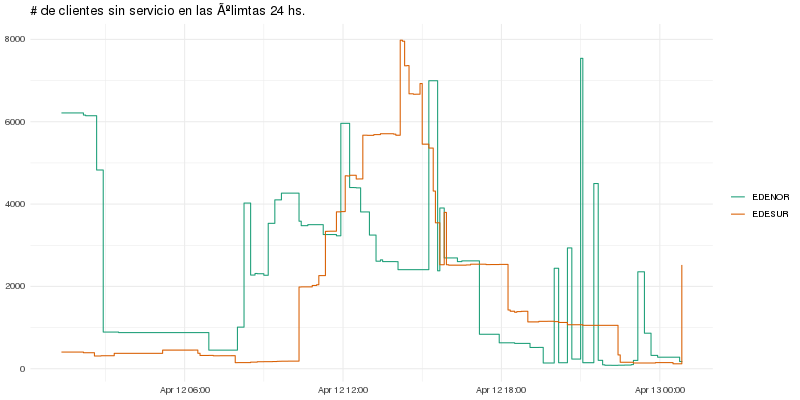 # de clientes sin servicio en las Ãºlimtas 24 hs.
8000
6000
4000
2000
0
Apr 12 06:00
Apr 12 12:00
Apr 12 18:00
Apr 13 00:00
EDENOR
EDESUR